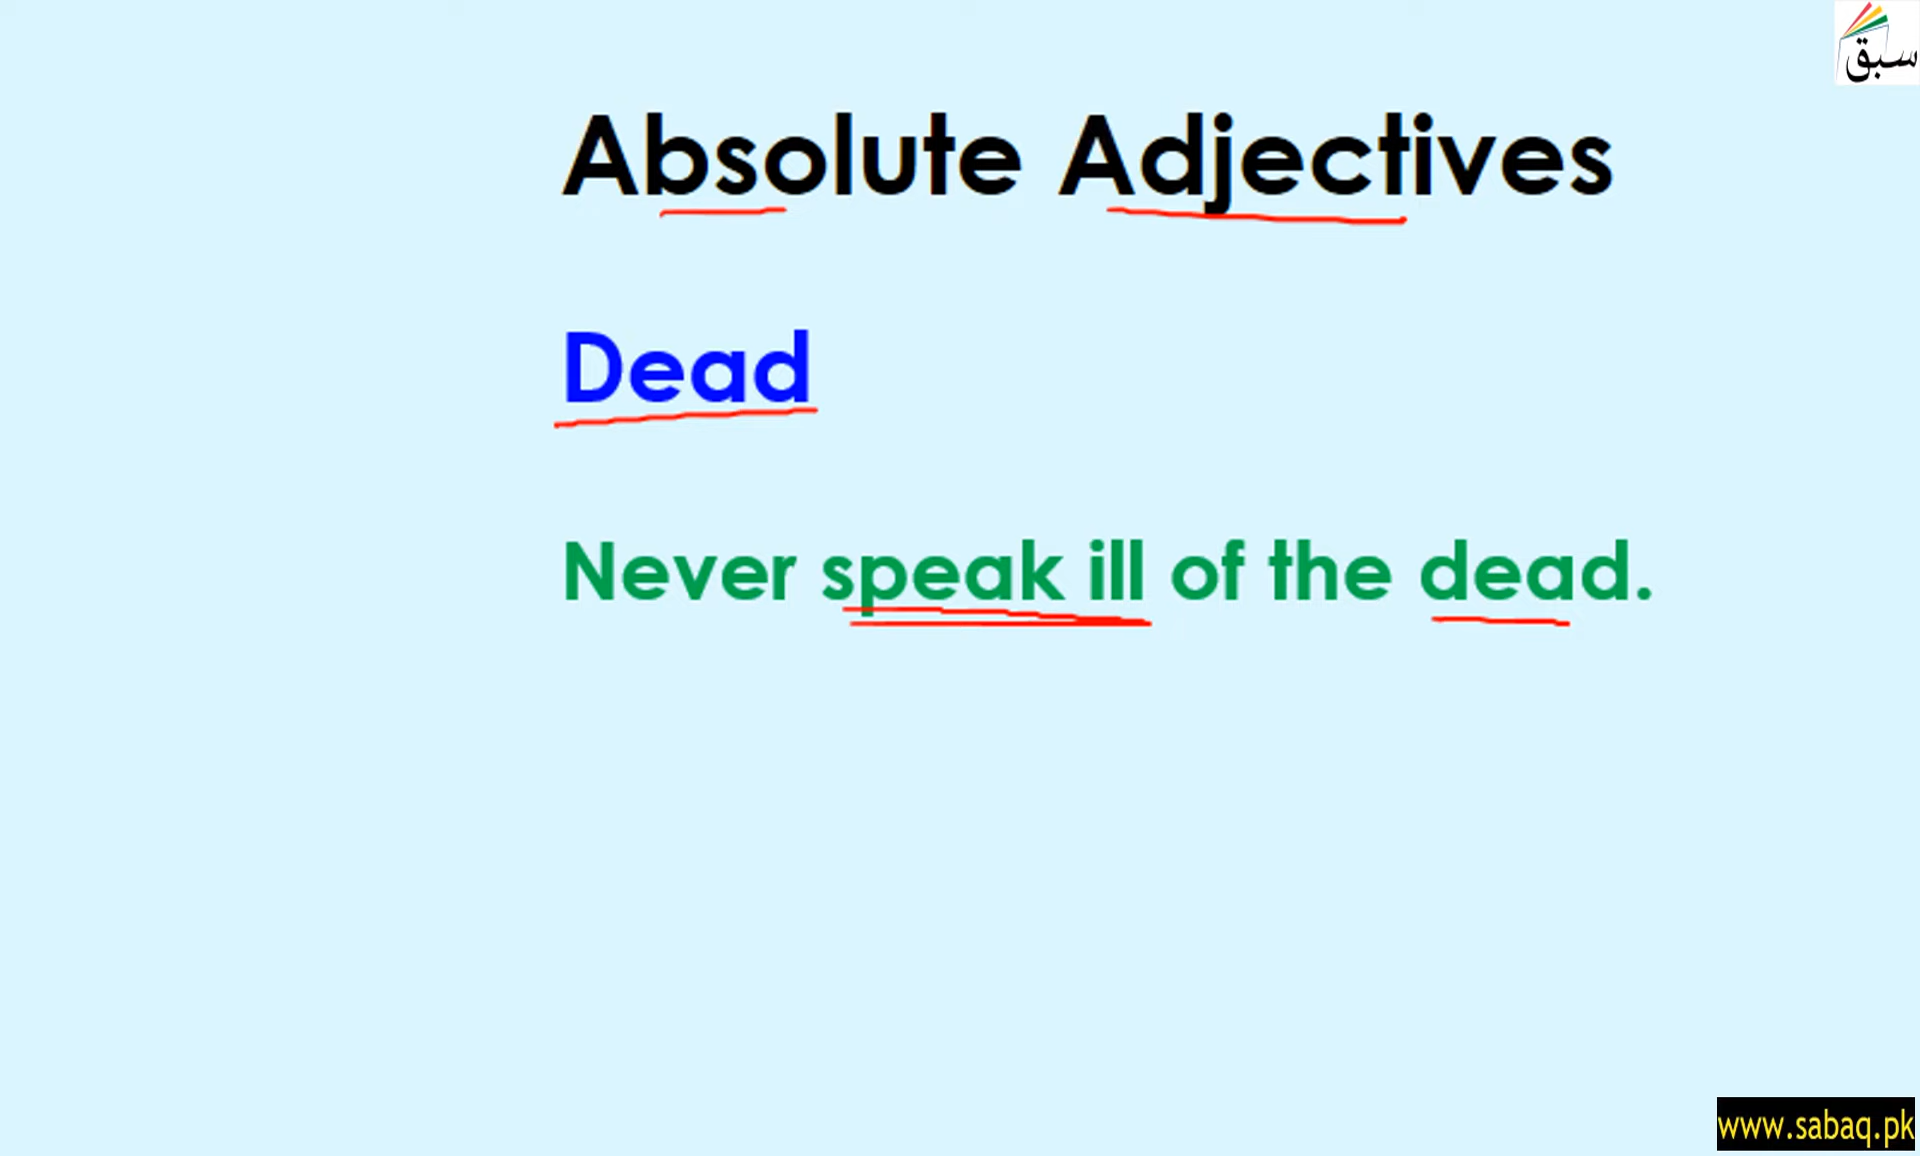 سبق
Absolute Adjectives
Dead
Never speak ill of the dead.
www.sabaq.pk